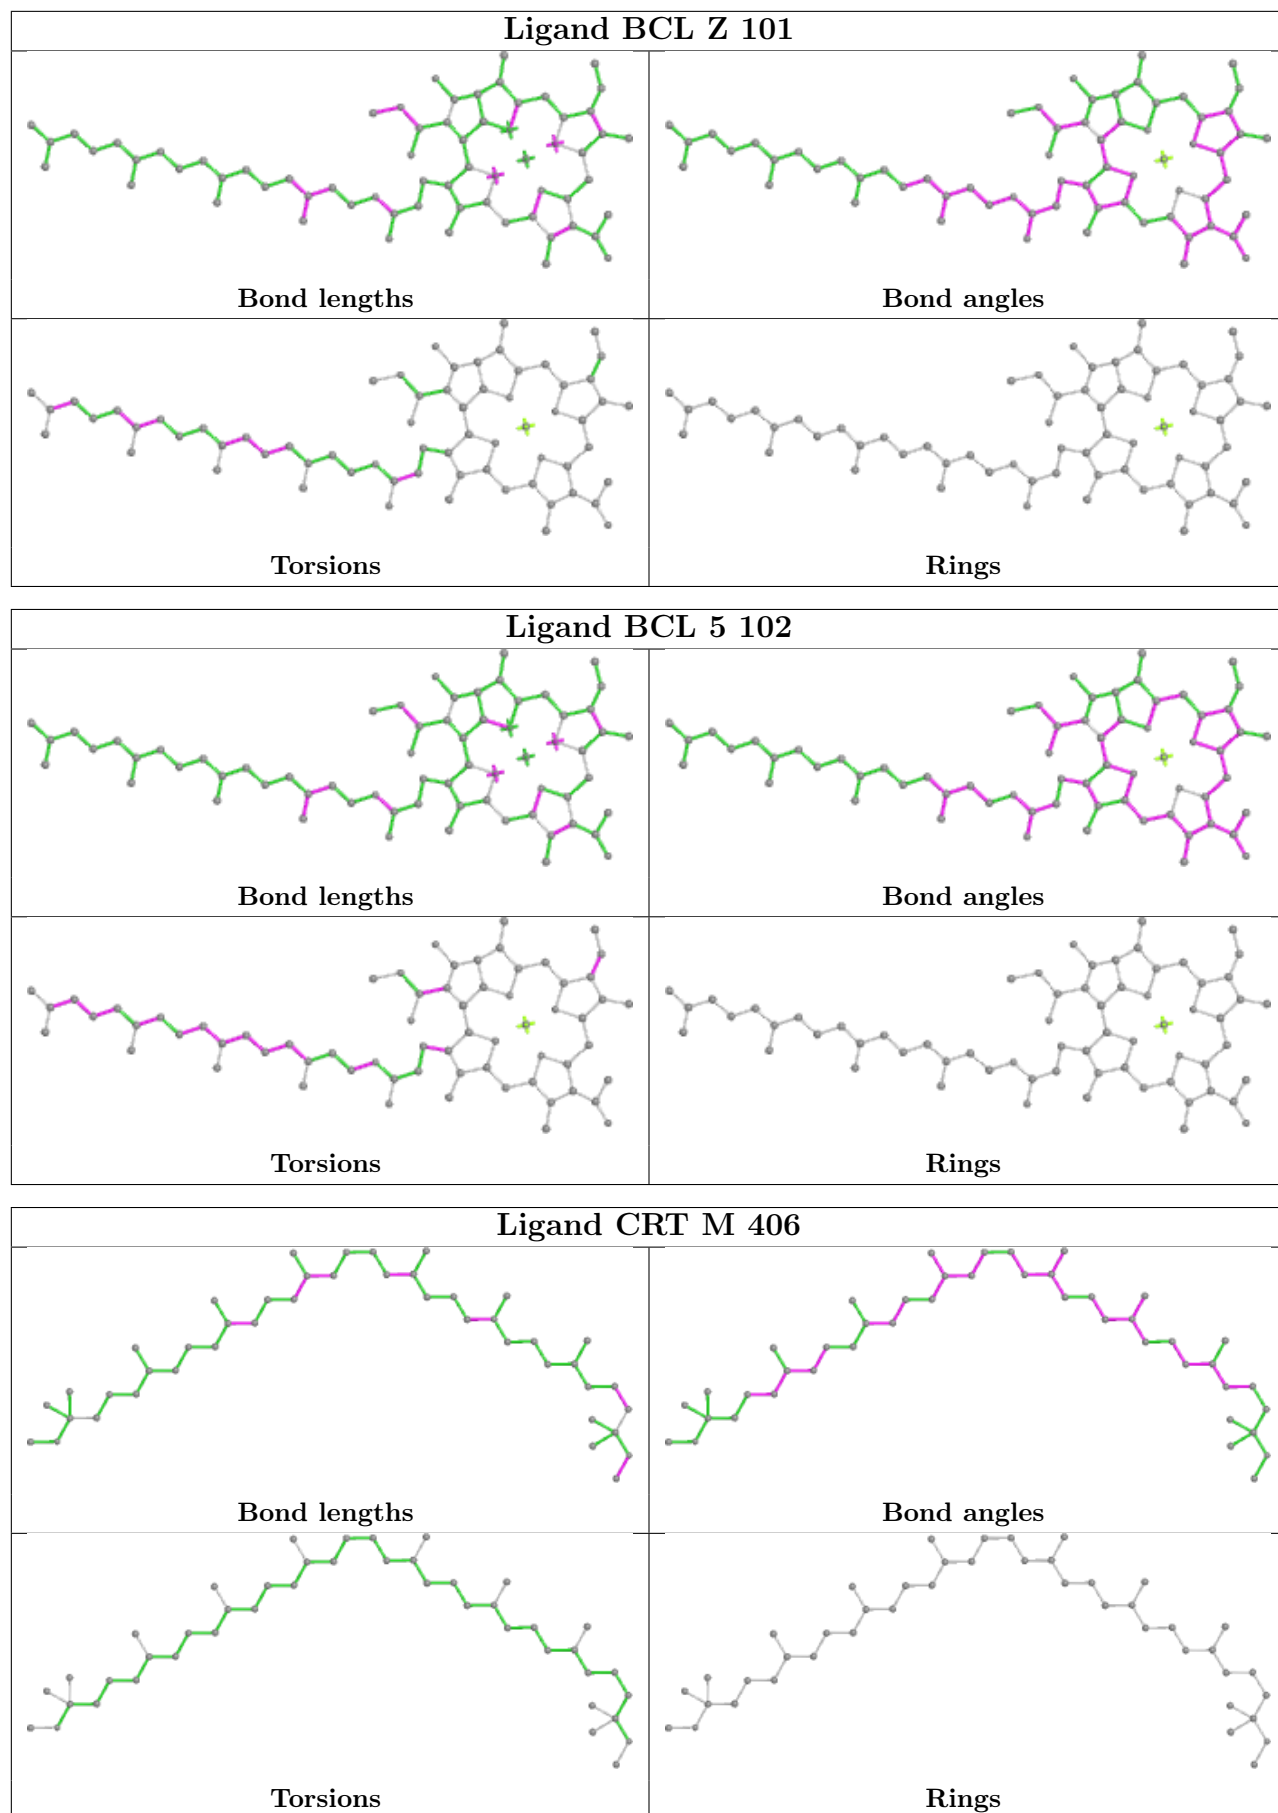 Ligand BCL Z 101
Bond lengths
Bond angles
Torsions
Rings
Ligand BCL 5 102
Bond lengths
Bond angles
Torsions
Rings
Ligand CRT M 406
Bond lengths
Bond angles
Torsions
Rings